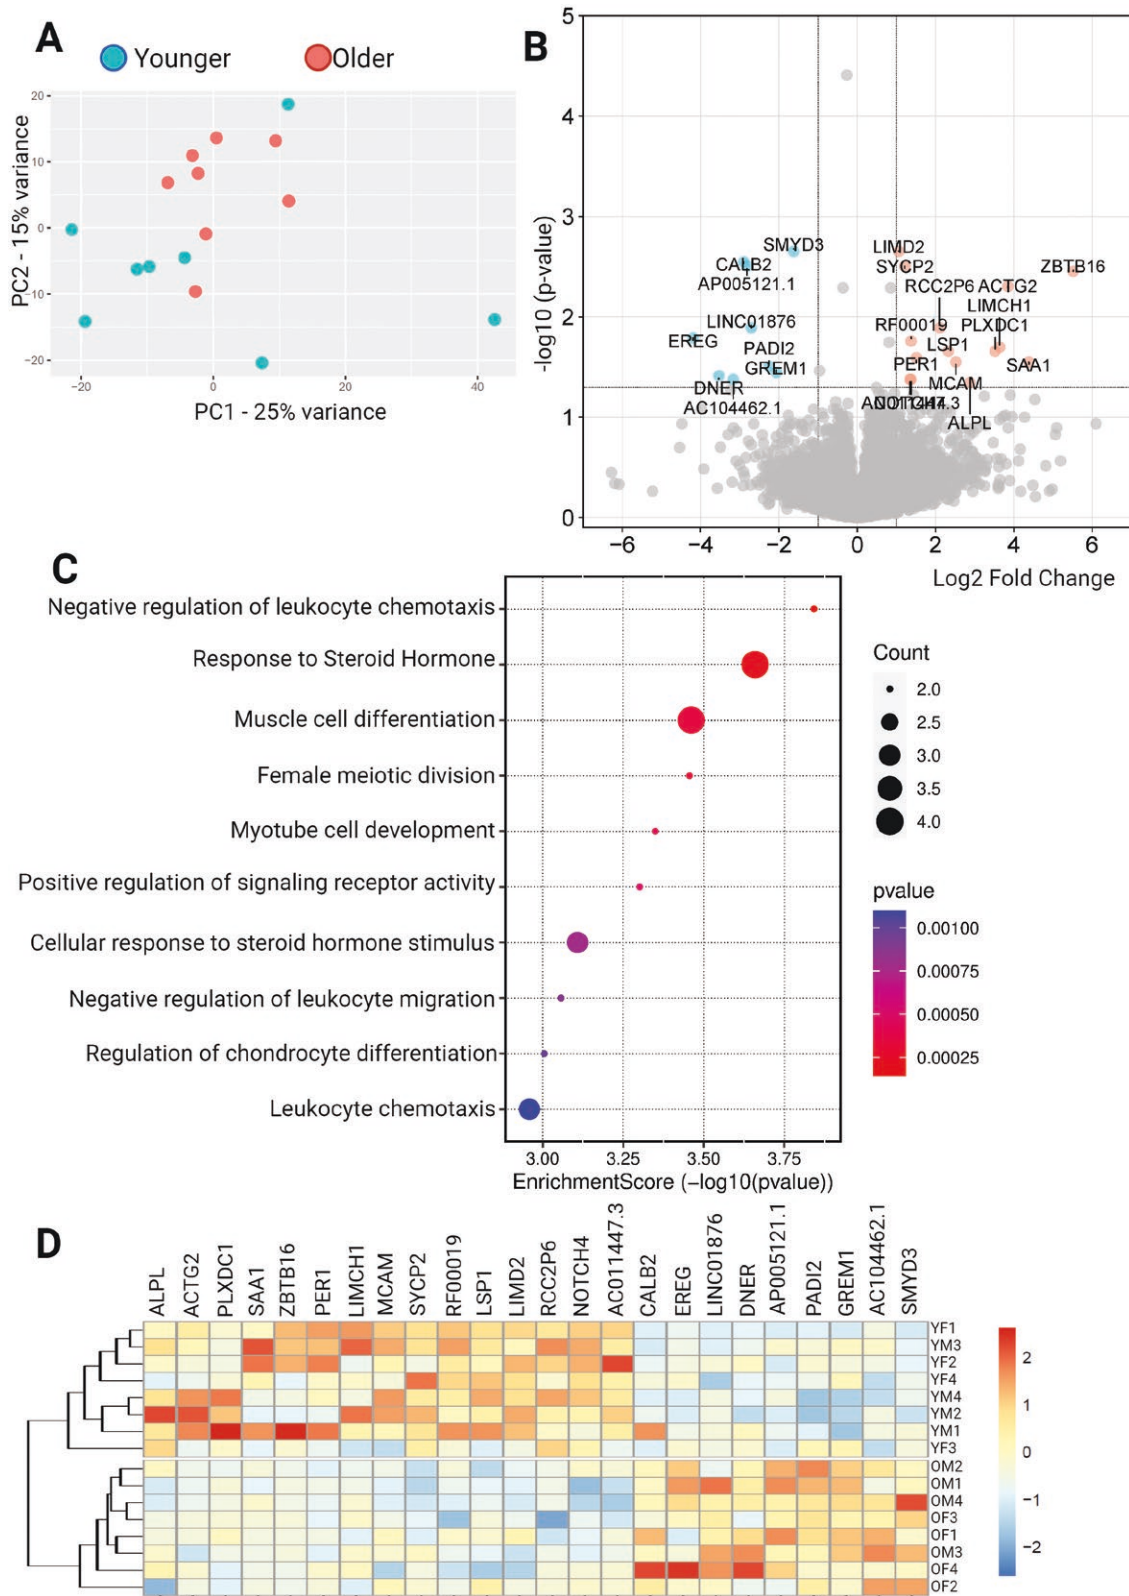 A
Younger
Older
PC2 - 15% variance
20
10
0
−10
−20
−20
0
20
40
PC1 - 25% variance
B
-log10 (p-value)
5
4
3
2
1
0
SMYD3
CALB2
AP005121.1
LINC01876
EREG
PADI2
GREM1
DNER
AC104462.1
LIMD2
SYCP2
ZBTB16
RCC2P6 ACTG2
LIMCH1
RF00019
PLXDC1
LSP1
PER1
SAA1
MCAM
ALPL
−6
−4
−2
0
2
4
6
Log2 Fold Change
C
Negative regulation of leukocyte chemotaxis
Response to Steroid Hormone
Muscle cell differentiation
Female meiotic division
Myotube cell development
Positive regulation of signaling receptor activity
Cellular response to steroid hormone stimulus
Negative regulation of leukocyte migration
Regulation of chondrocyte differentiation
Leukocyte chemotaxis
3.00
3.25
3.50
3.75
EnrichmentScore (−log10(pvalue))
Count
2.0
2.5
3.0
3.5
4.0
pvalue
0.00100
0.00075
0.00050
0.00025
D
ALPL
ACTG2
PLXDC1
SAA1
ZBTB16
PER1
LIMCH1
MCAM
SYCP2
RF00019
LSP1
LIMD2
RCC2P6
NOTCH4
AC011447.3
CALB2
EREG
LINC01876
DNER
AP005121.1
PADI2
GREM1
AC104462.1
SMYD3
YF1
YM3
YF2
YF4
YM4
YM2
YM1
YF3
OM2
OM1
OM4
OF3
OF1
OM3
OF4
OF2
2
1
0
−1
−2